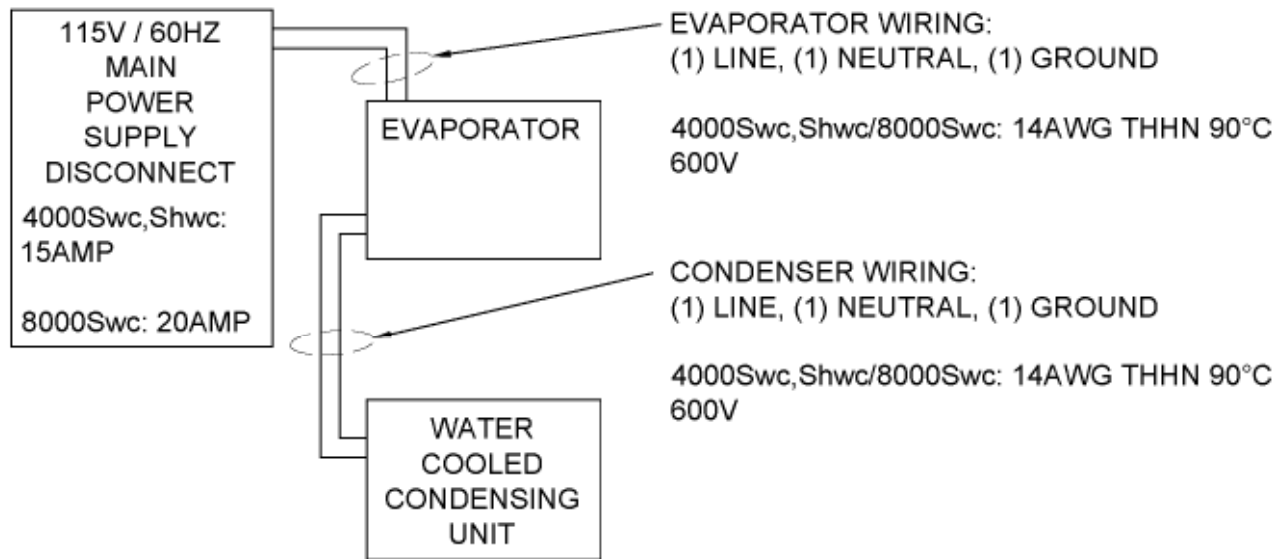 115V / 60HZ
MAIN
POWER
SUPPLY
DISCONNECT
4000Swc,Shwc:
15AMP
8000Swc: 20AMP
EVAPORATOR
EVAPORATOR WIRING:
(1) LINE, (1) NEUTRAL, (1) GROUND
4000Swc,Shwc/8000Swc: 14AWG THHN 90°C
600V
CONDENSER WIRING:
(1) LINE, (1) NEUTRAL, (1) GROUND
4000Swc,Shwc/8000Swc: 14AWG THHN 90°C
600V
WATER
COOLED
CONDENSING
UNIT